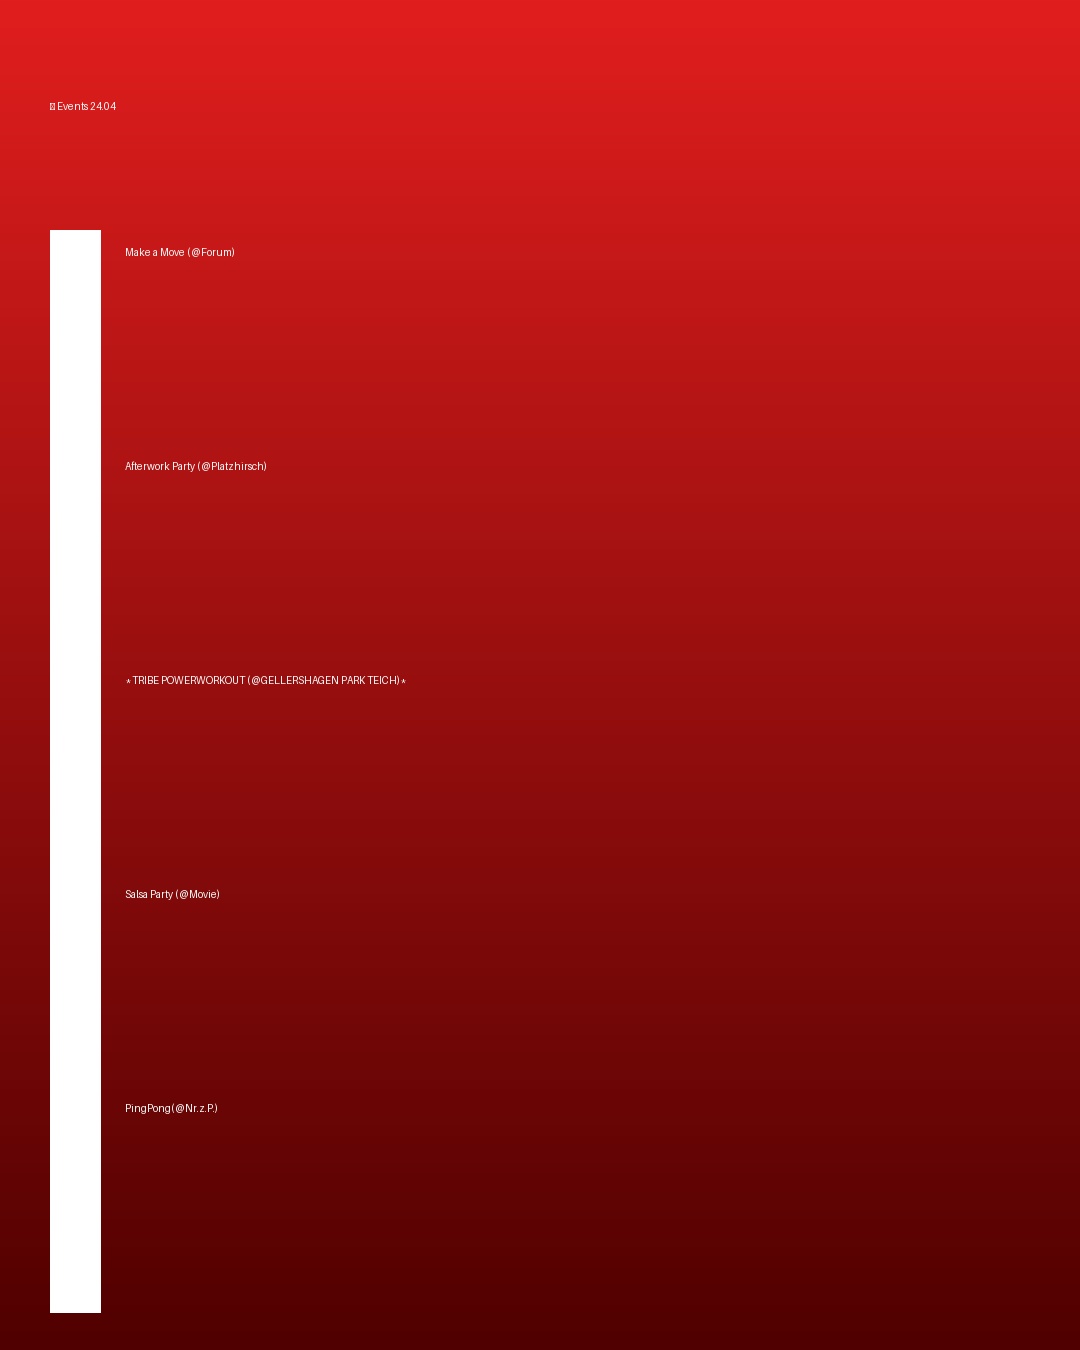 Events 24.04
Make a Move (@Forum)
Afterwork Party (@Platzhirsch)
*TRIBE POWERWORKOUT (@GELLERSHAGEN PARK TEICH)*
Salsa Party (@Movie)
PingPong(@Nr.z.P.)